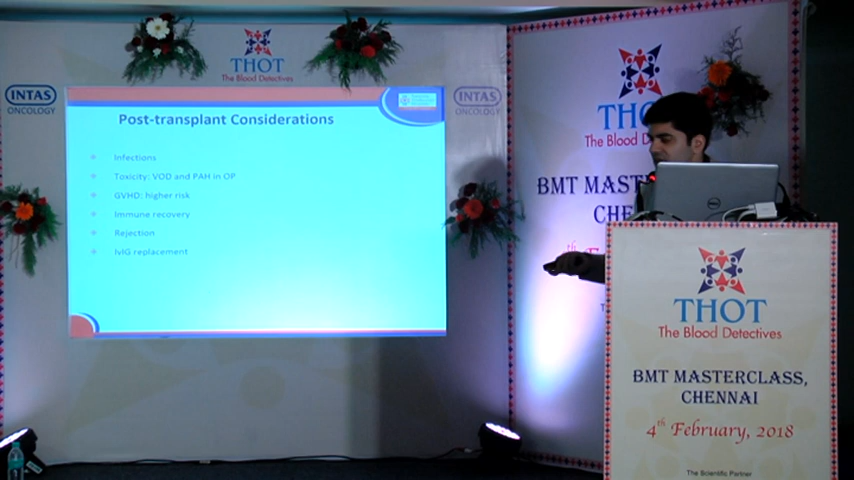 THOT
The Blood Detectives
INTAS
ONCOLOGY
INTAS
ONCOLOGY
Post-transplant Considerations
Infections
Toxicity: VOD and PAH in OP
GVHD: higher risk
Immune recovery
Rejection
IvIG replacement
THOT
The Blood D
BMT MAST
CHE
DELL
THOT
The Blood Detectives
BMT MASTERCLASS,
CHENNAI
4th February, 2018
The Scientific Partner